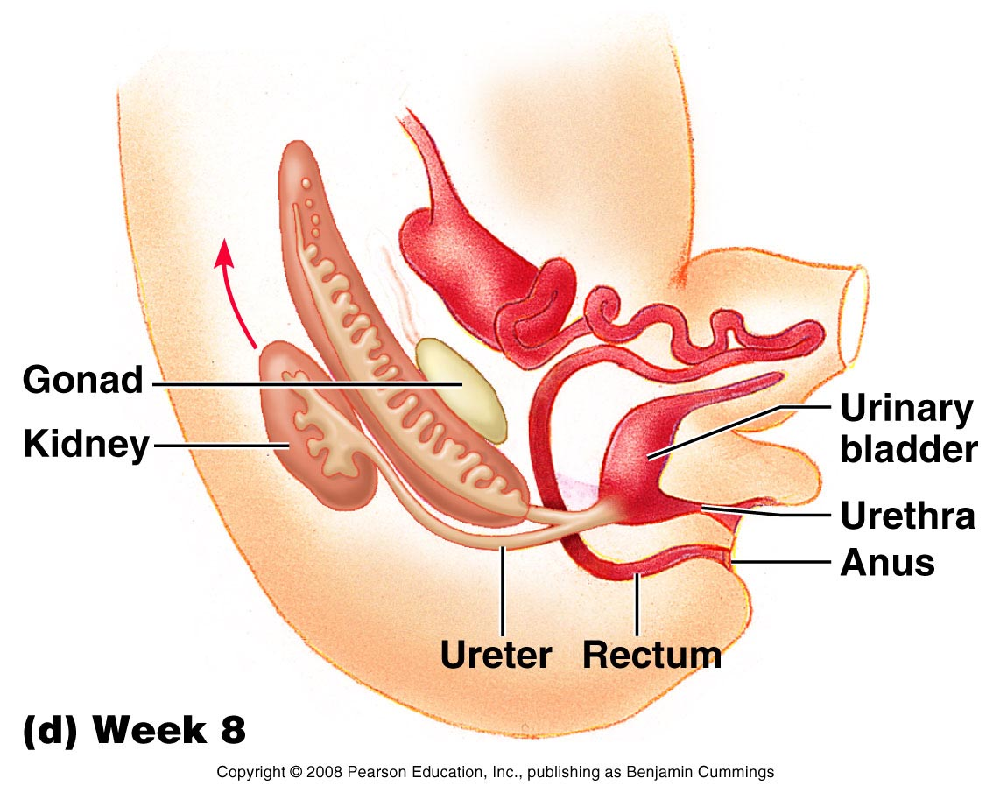 Gonad
Kidney
Urinary
bladder
Urethra
Anus
Ureter
Rectum
(d) Week 8
Copyright © 2008 Pearson Education, Inc., publishing as Benjamin Cummings